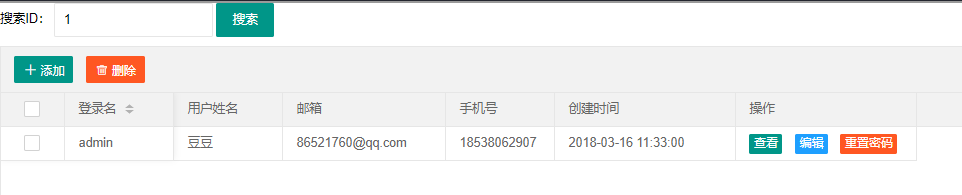 搜索ID： 1 搜索
添加 删除
登录名 用户姓名 邮箱 手机号 创建时间 操作
admin 豆豆 86521760@qq.com 18538062907 2018-03-16 11:33:00 查看 编辑 重置密码